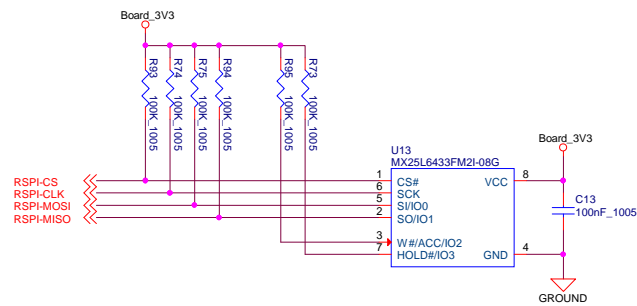 Board_3V3
R93
100K_1005
R74
100K_1005
R75
100K_1005
R94
100K_1005
R95
100K_1005
R73
100K_1005
U13
MX25L6433FM2I-08G
Board_3V3
RSPI-CS
RSPI-CLK
RSPI-MOSI
RSPI-MISO
1
6
5
2
3
7
CS#
SCK
SI/IO0
SO/IO1
W#/ACC/IO2
HOLD#/IO3
VCC
GND
8
4
C13
100nF_1005
GROUND